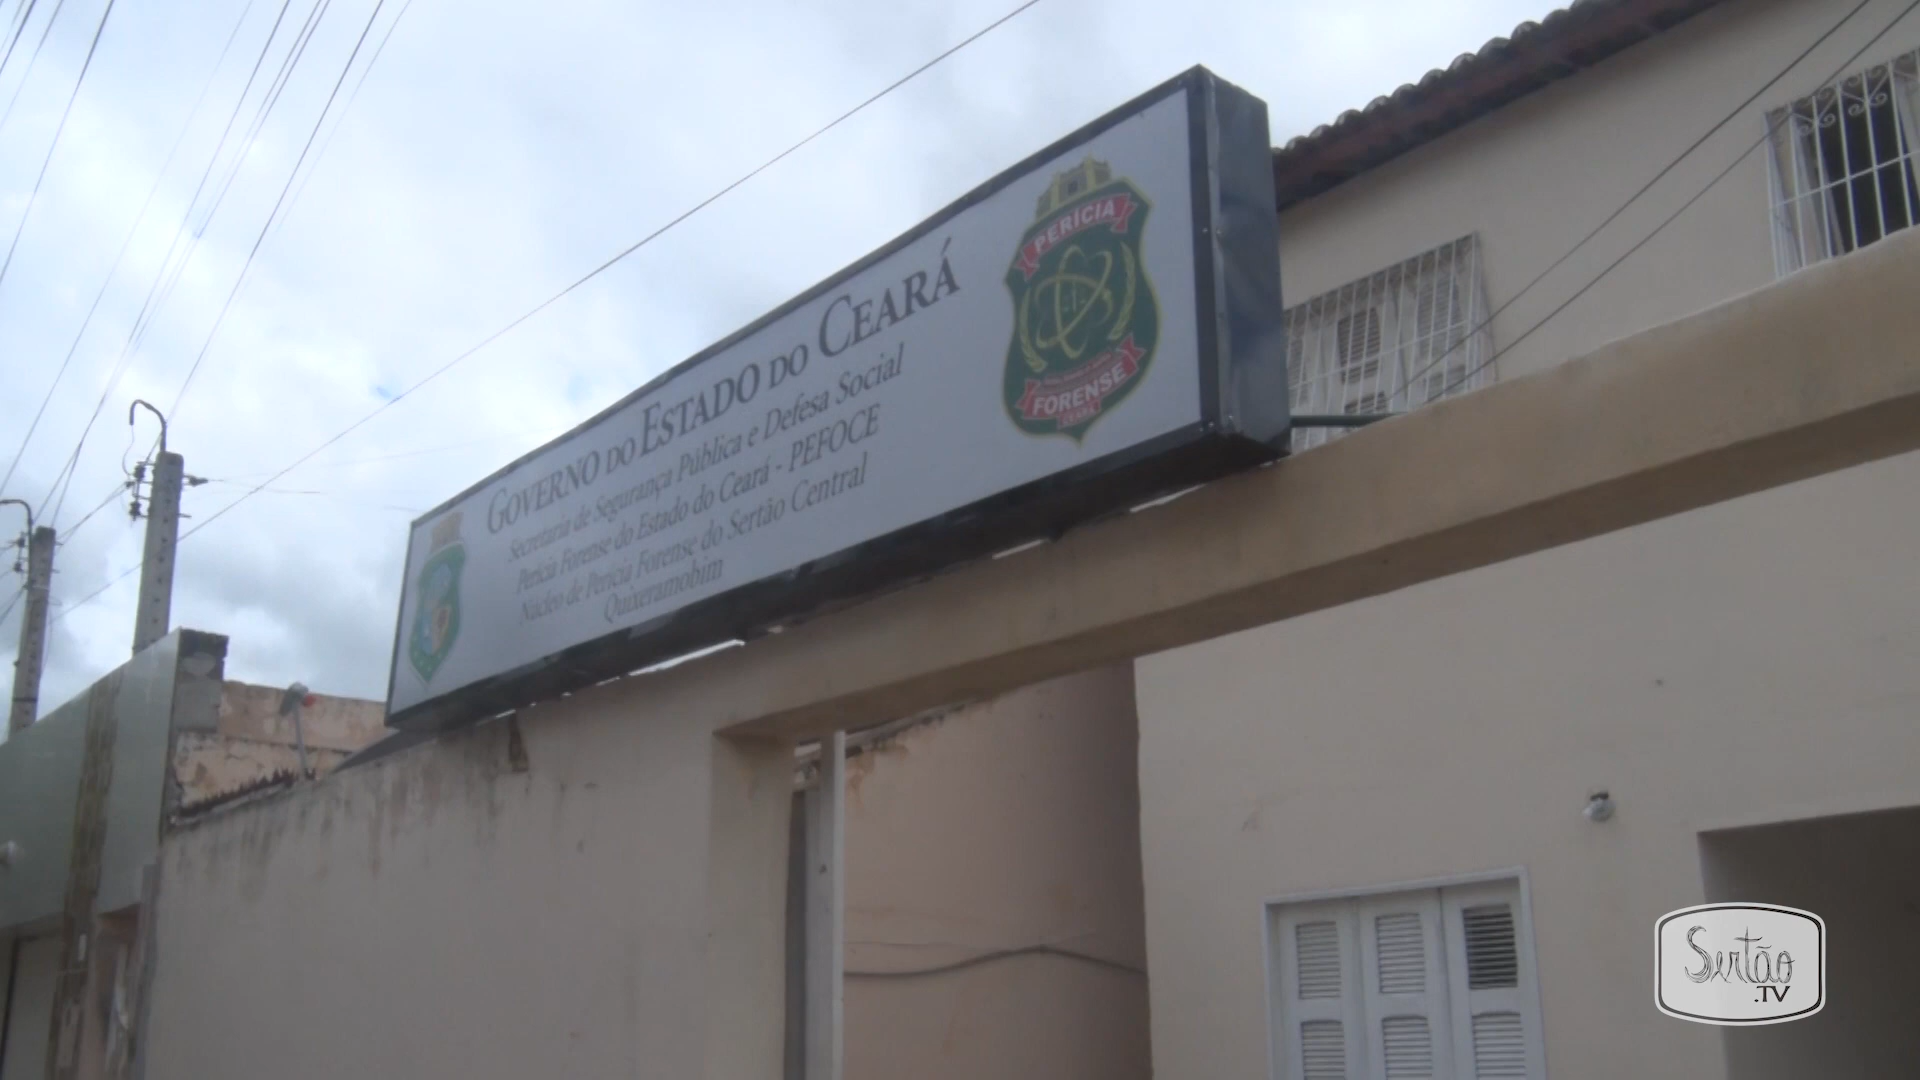 GOVERNO DO ESTADO DO CEARÁ
Secretaria de Segurança Pública e Defesa Social
Perícia Forense do Estado do Ceará - PEFOCE
Núcleo de Perícia Forense do Sertão Central
Quixeramobim
PERÍCIA
FORENSE
CEARÁ
Sertão
.TV